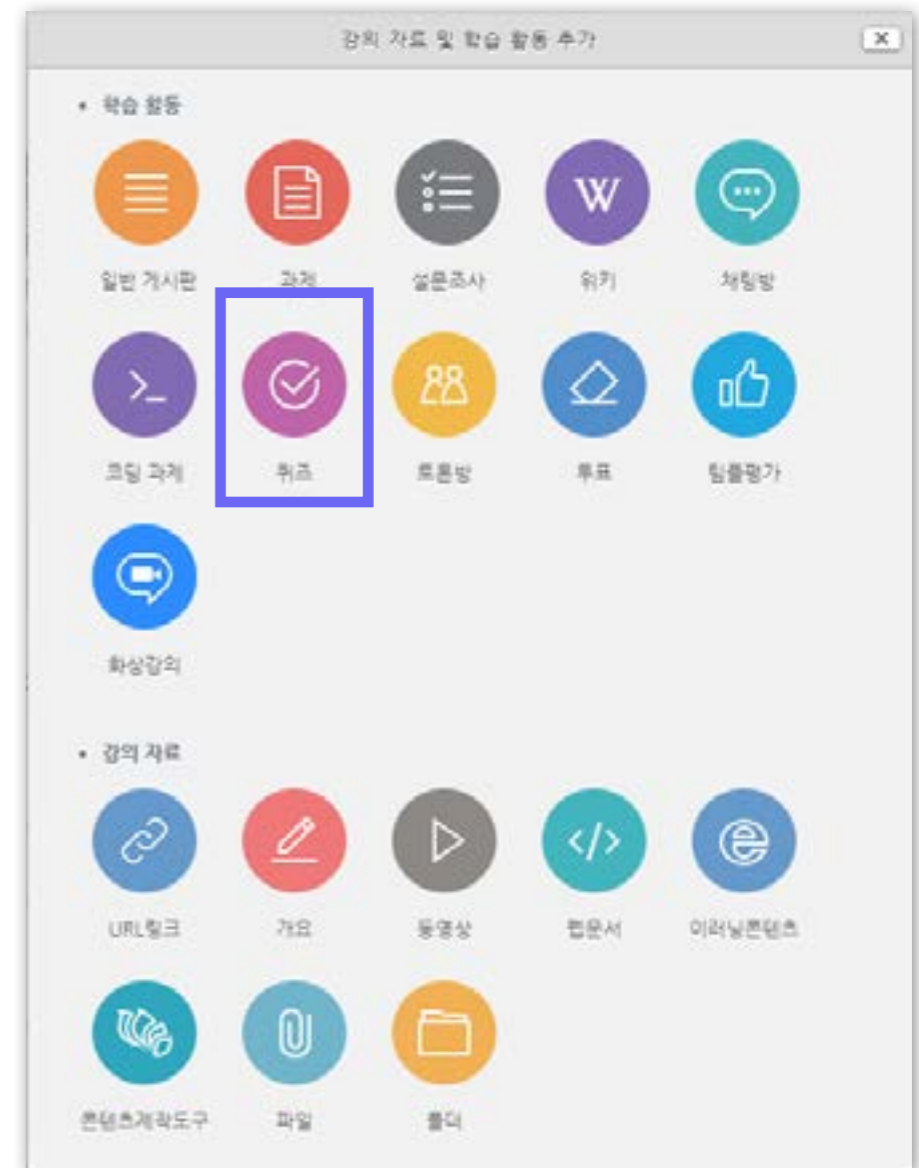 강의 자료 및 학습 활동 추가
• 학습 활동
일반 게시판 과제 설문조사 위키 채팅방
코딩 과제 퀴즈 토론방 투표 팀플평가
화상강의
• 강의 자료
URL링크 개요 동영상 웹문서 이러닝콘텐츠
콘텐츠제작도구 파일 폴더